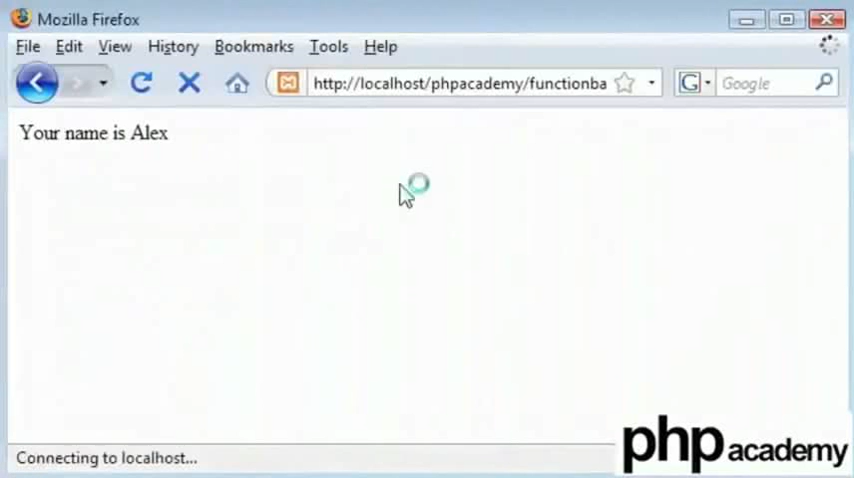 Mozilla Firefox
File Edit View History Bookmarks Tools Help
http://localhost/phpacademy/functionba G Google
Your name is Alex
Connecting to localhost...
php academy